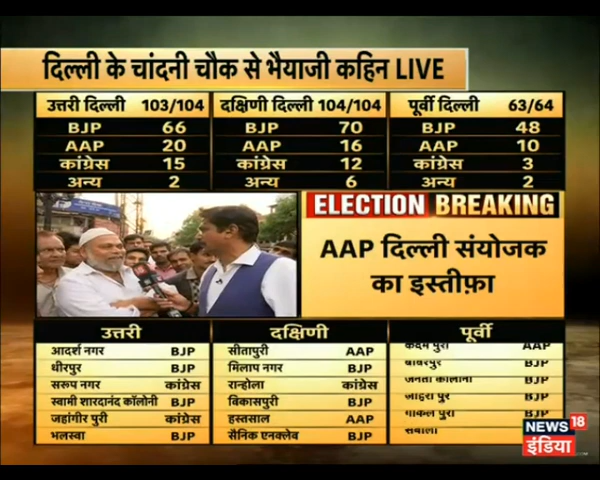 दिल्ली के चांदनी चौक से भैयाजी कहिन LIVE
उत्तरी दिल्ली 103/104
BJP 66
AAP 20
कांग्रेस 15
अन्य 2
दक्षिणी दिल्ली 104/104
BJP 70
AAP 16
कांग्रेस 12
अन्य 6
पूर्वी दिल्ली 63/64
BJP 48
AAP 10
कांग्रेस 3
अन्य 2
ELECTION BREAKING
AAP दिल्ली संयोजक
का इस्तीफ़ा
उत्तरी
आदर्श नगर BJP
धीरपुर BJP
सरूप नगर कांग्रेस
स्वामी शारदानंद कॉलोनी BJP
जहांगीर पुरी कांग्रेस
भलस्वा BJP
दक्षिणी
सीतापुरी AAP
मिलाप नगर BJP
रान्होला कांग्रेस
विकासपुरी BJP
हस्तसाल AAP
सैनिक एनक्लेव BJP
पूर्वी
AAP
BJP
BJP
BJP
BJP
NEWS 18
इंडिया